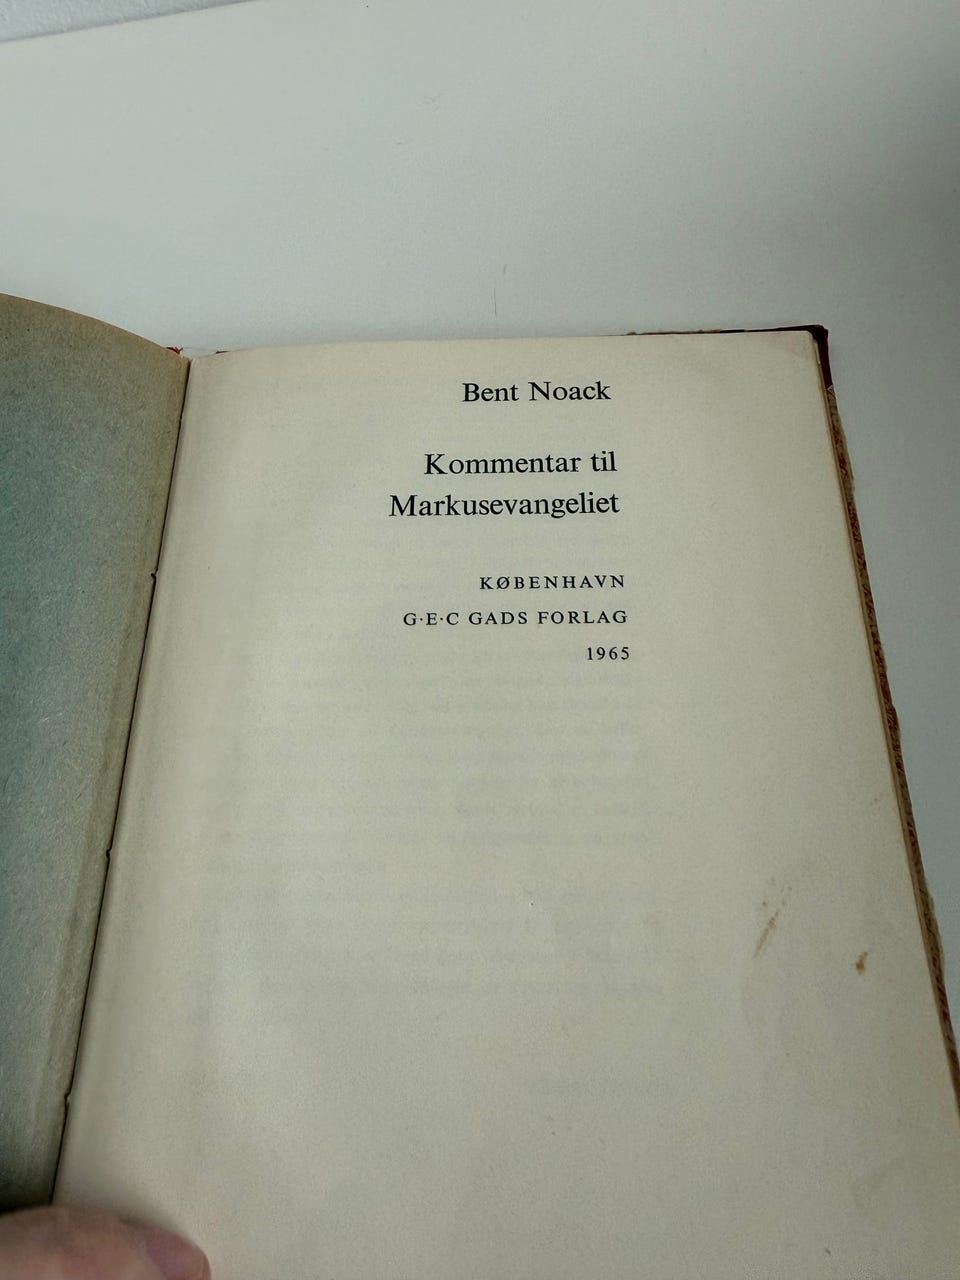 Bent Noack
Kommentar til
Markusevangeliet
KØBENHAVN
G·E·C GADS FORLAG
1965